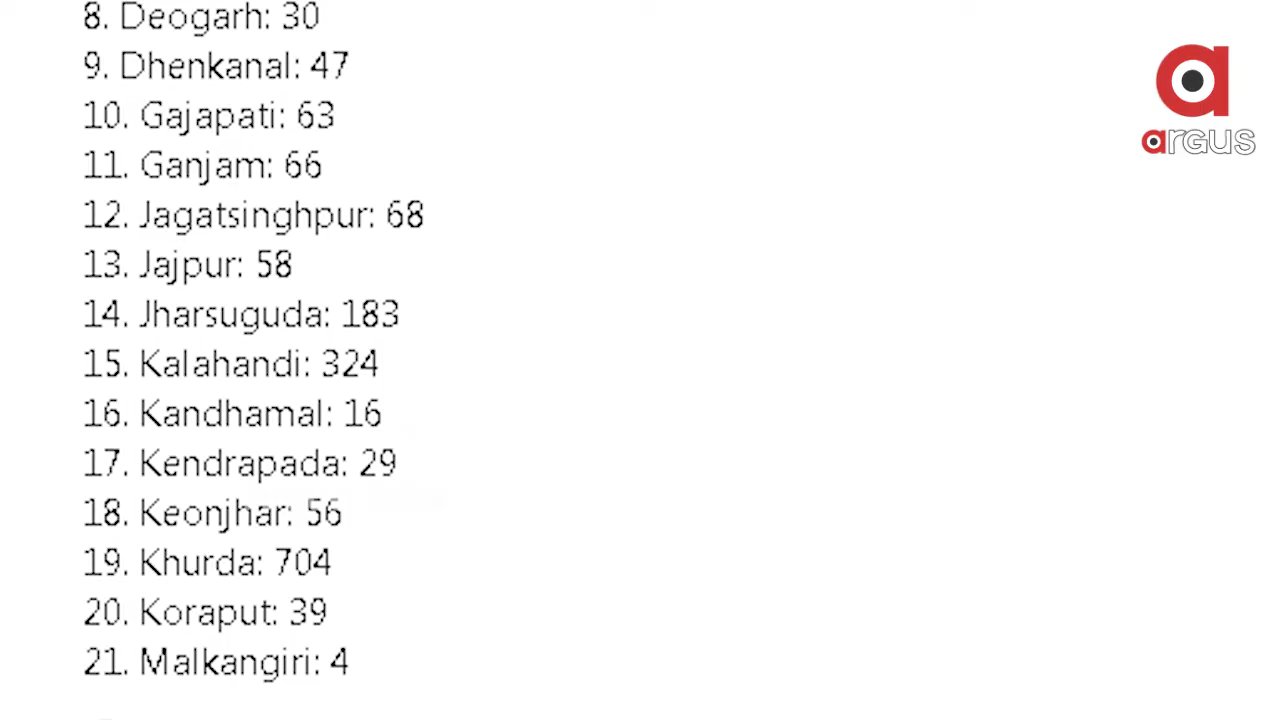 8. Deogarh: 30
9. Dhenkanal: 47
10. Gajapati: 63
11. Ganjam: 66
12. Jagatsinghpur: 68
13. Jajpur: 58
14. Jharsuguda: 183
15. Kalahandi: 324
16. Kandhamal: 16
17. Kendrapada: 29
18. Keonjhar: 56
19. Khurda: 704
20. Koraput: 39
21. Malkangiri: 4
argus